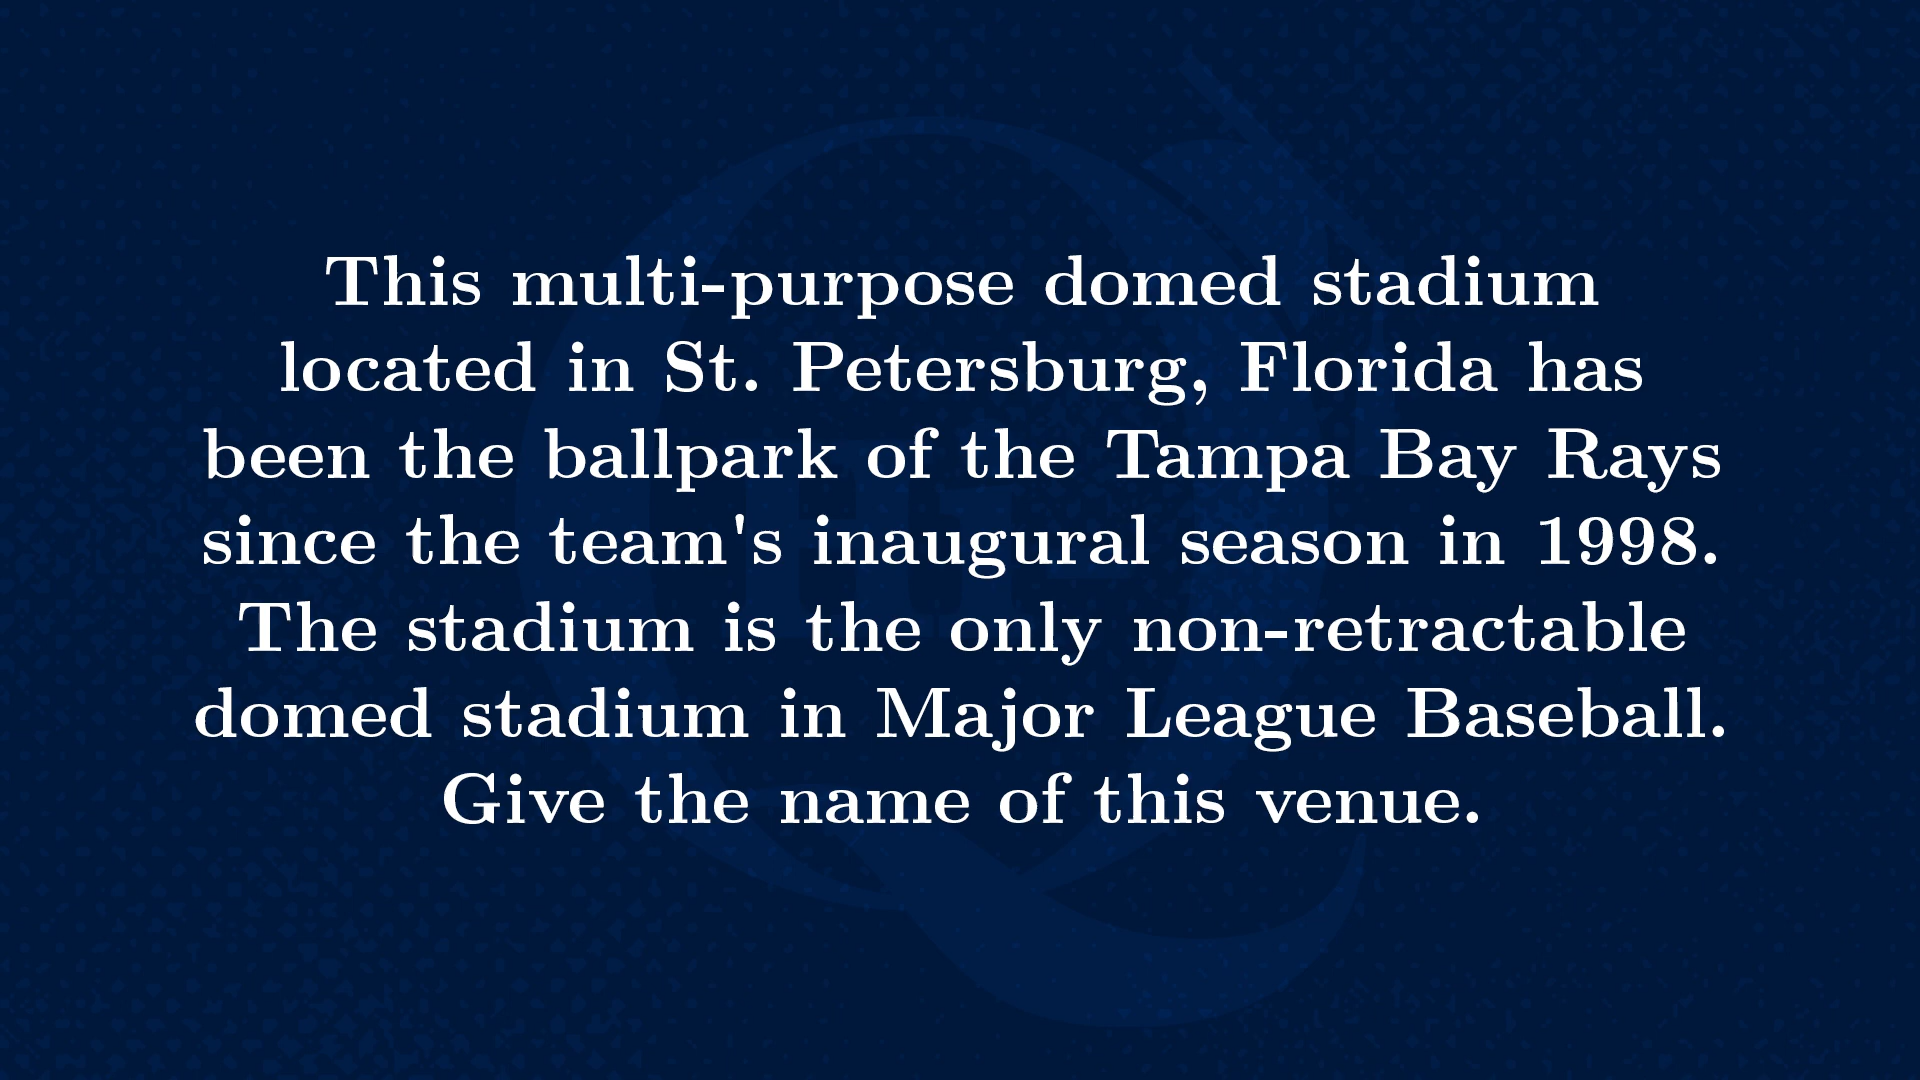 This multi-purpose domed stadium
located in St. Petersburg, Florida has
been the ballpark of the Tampa Bay Rays
since the team's inaugural season in 1998.
The stadium is the only non-retractable
domed stadium in Major League Baseball.
Give the name of this venue.